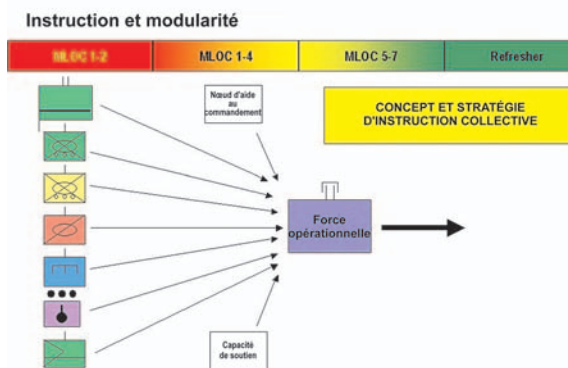 Instruction et modularité
MLOC 1-2
MLOC 1-4
MLOC 5-7
Refresher
Nœud d'aide
au
commandement
CONCEPT ET STRATÉGIE
D'INSTRUCTION COLLECTIVE
Force
opérationnelle
Capacité
de soutien